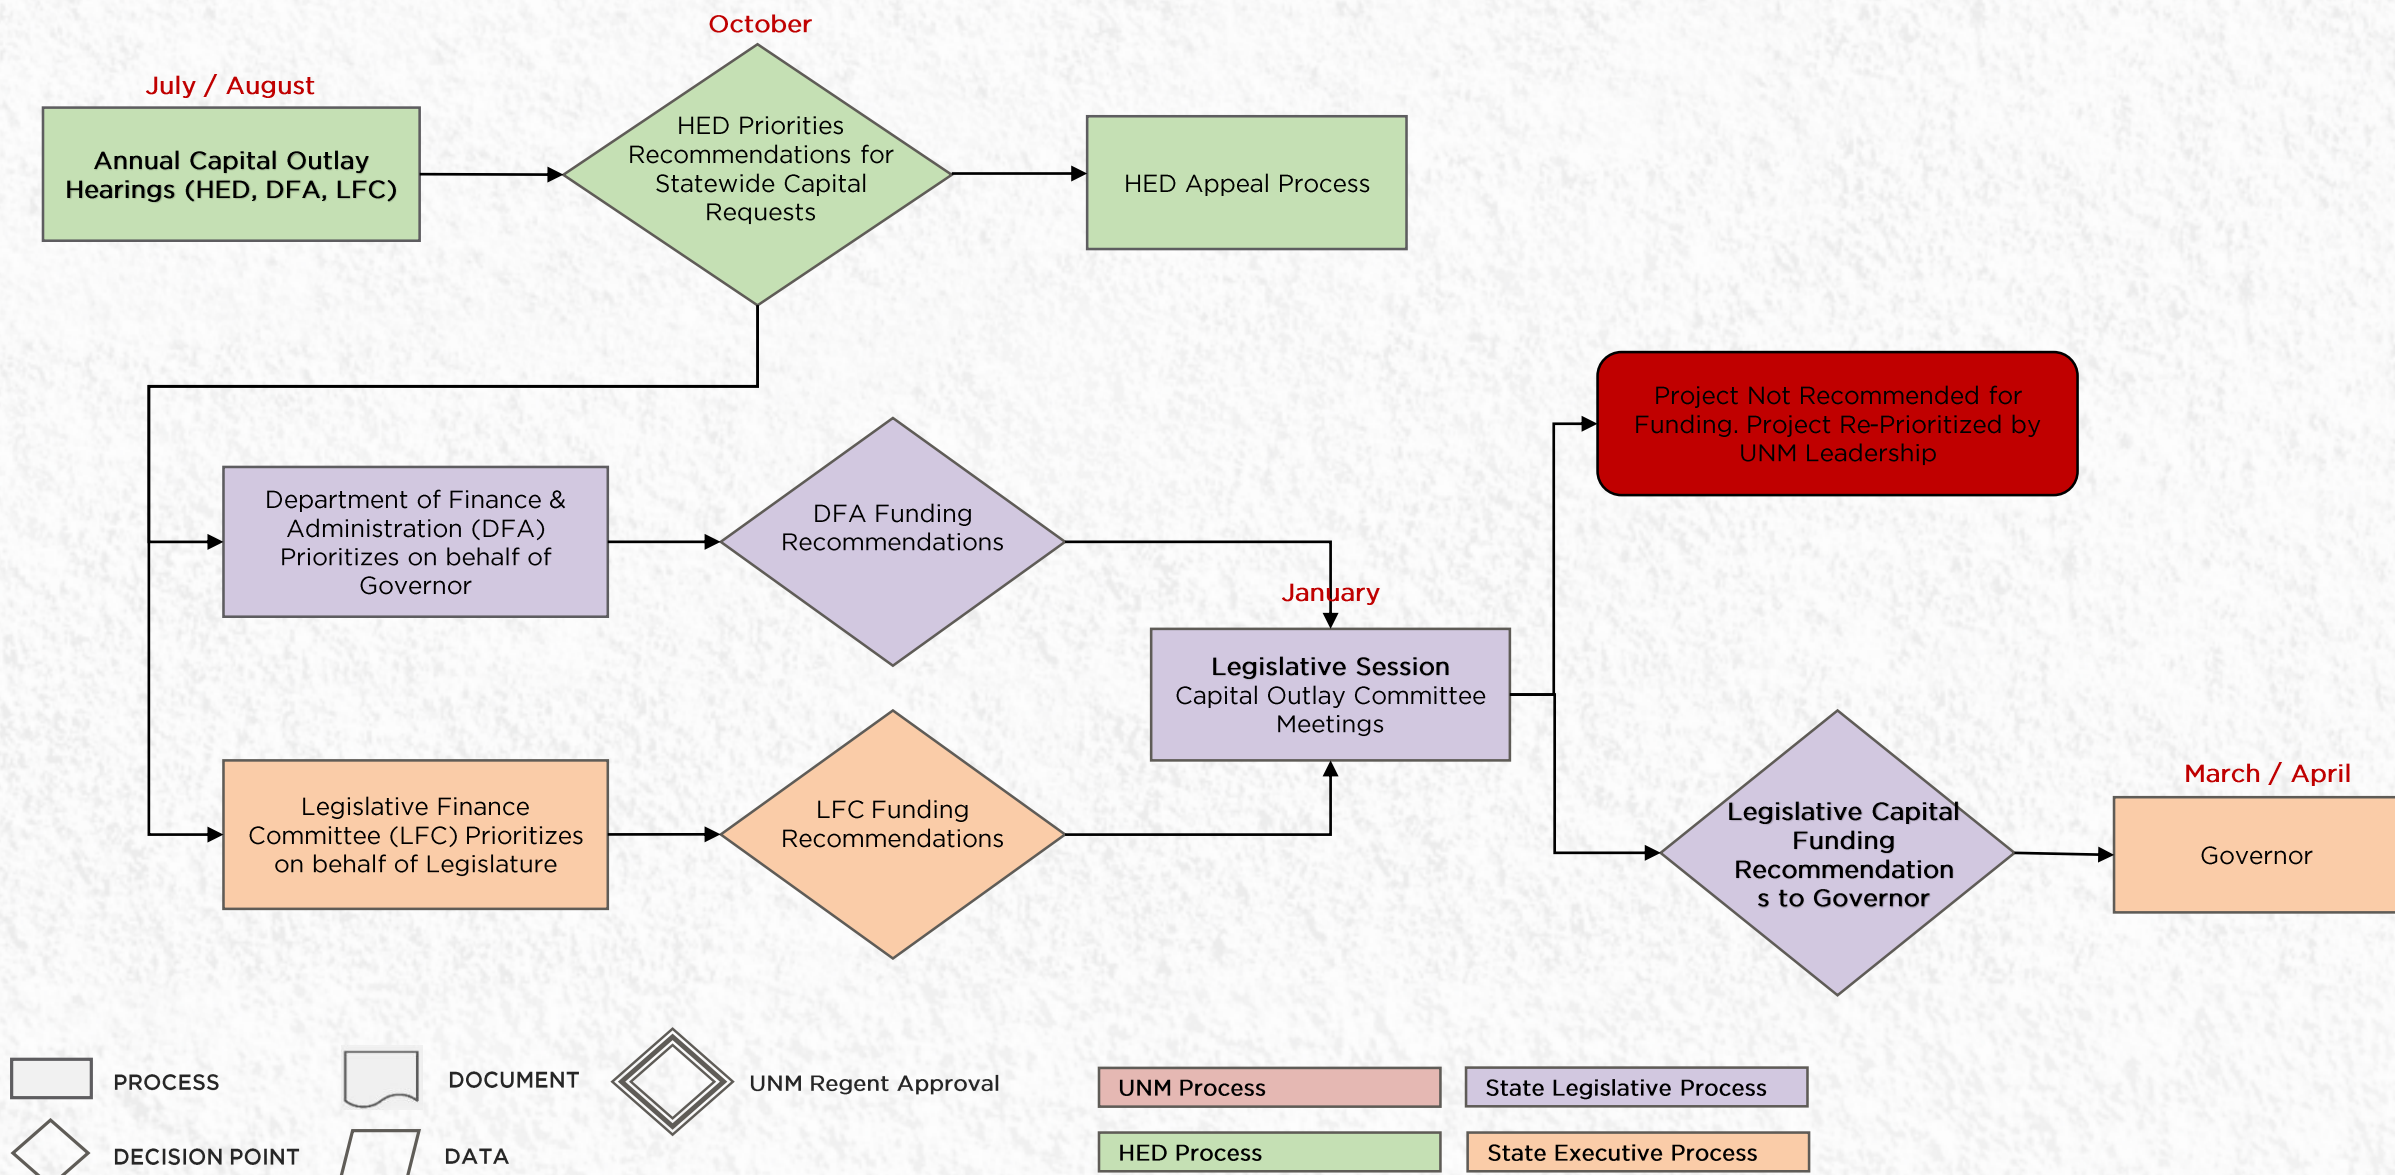 October
July / August
Annual Capital Outlay
Hearings (HED, DFA, LFC)
HED Priorities
Recommendations for
Statewide Capital
Requests
HED Appeal Process
Project Not Recommended for
Funding. Project Re-Prioritized by
UNM Leadership
Department of Finance &
Administration (DFA)
Prioritizes on behalf of
Governor
DFA Funding
Recommendations
January
Legislative Session
Capital Outlay Committee
Meetings
Legislative Finance
Committee (LFC) Prioritizes
on behalf of Legislature
LFC Funding
Recommendations
Legislative Capital
Funding
Recommendation
s to Governor
March / April
Governor
PROCESS
DOCUMENT
UNM Regent Approval
DECISION POINT
DATA
UNM Process
State Legislative Process
HED Process
State Executive Process